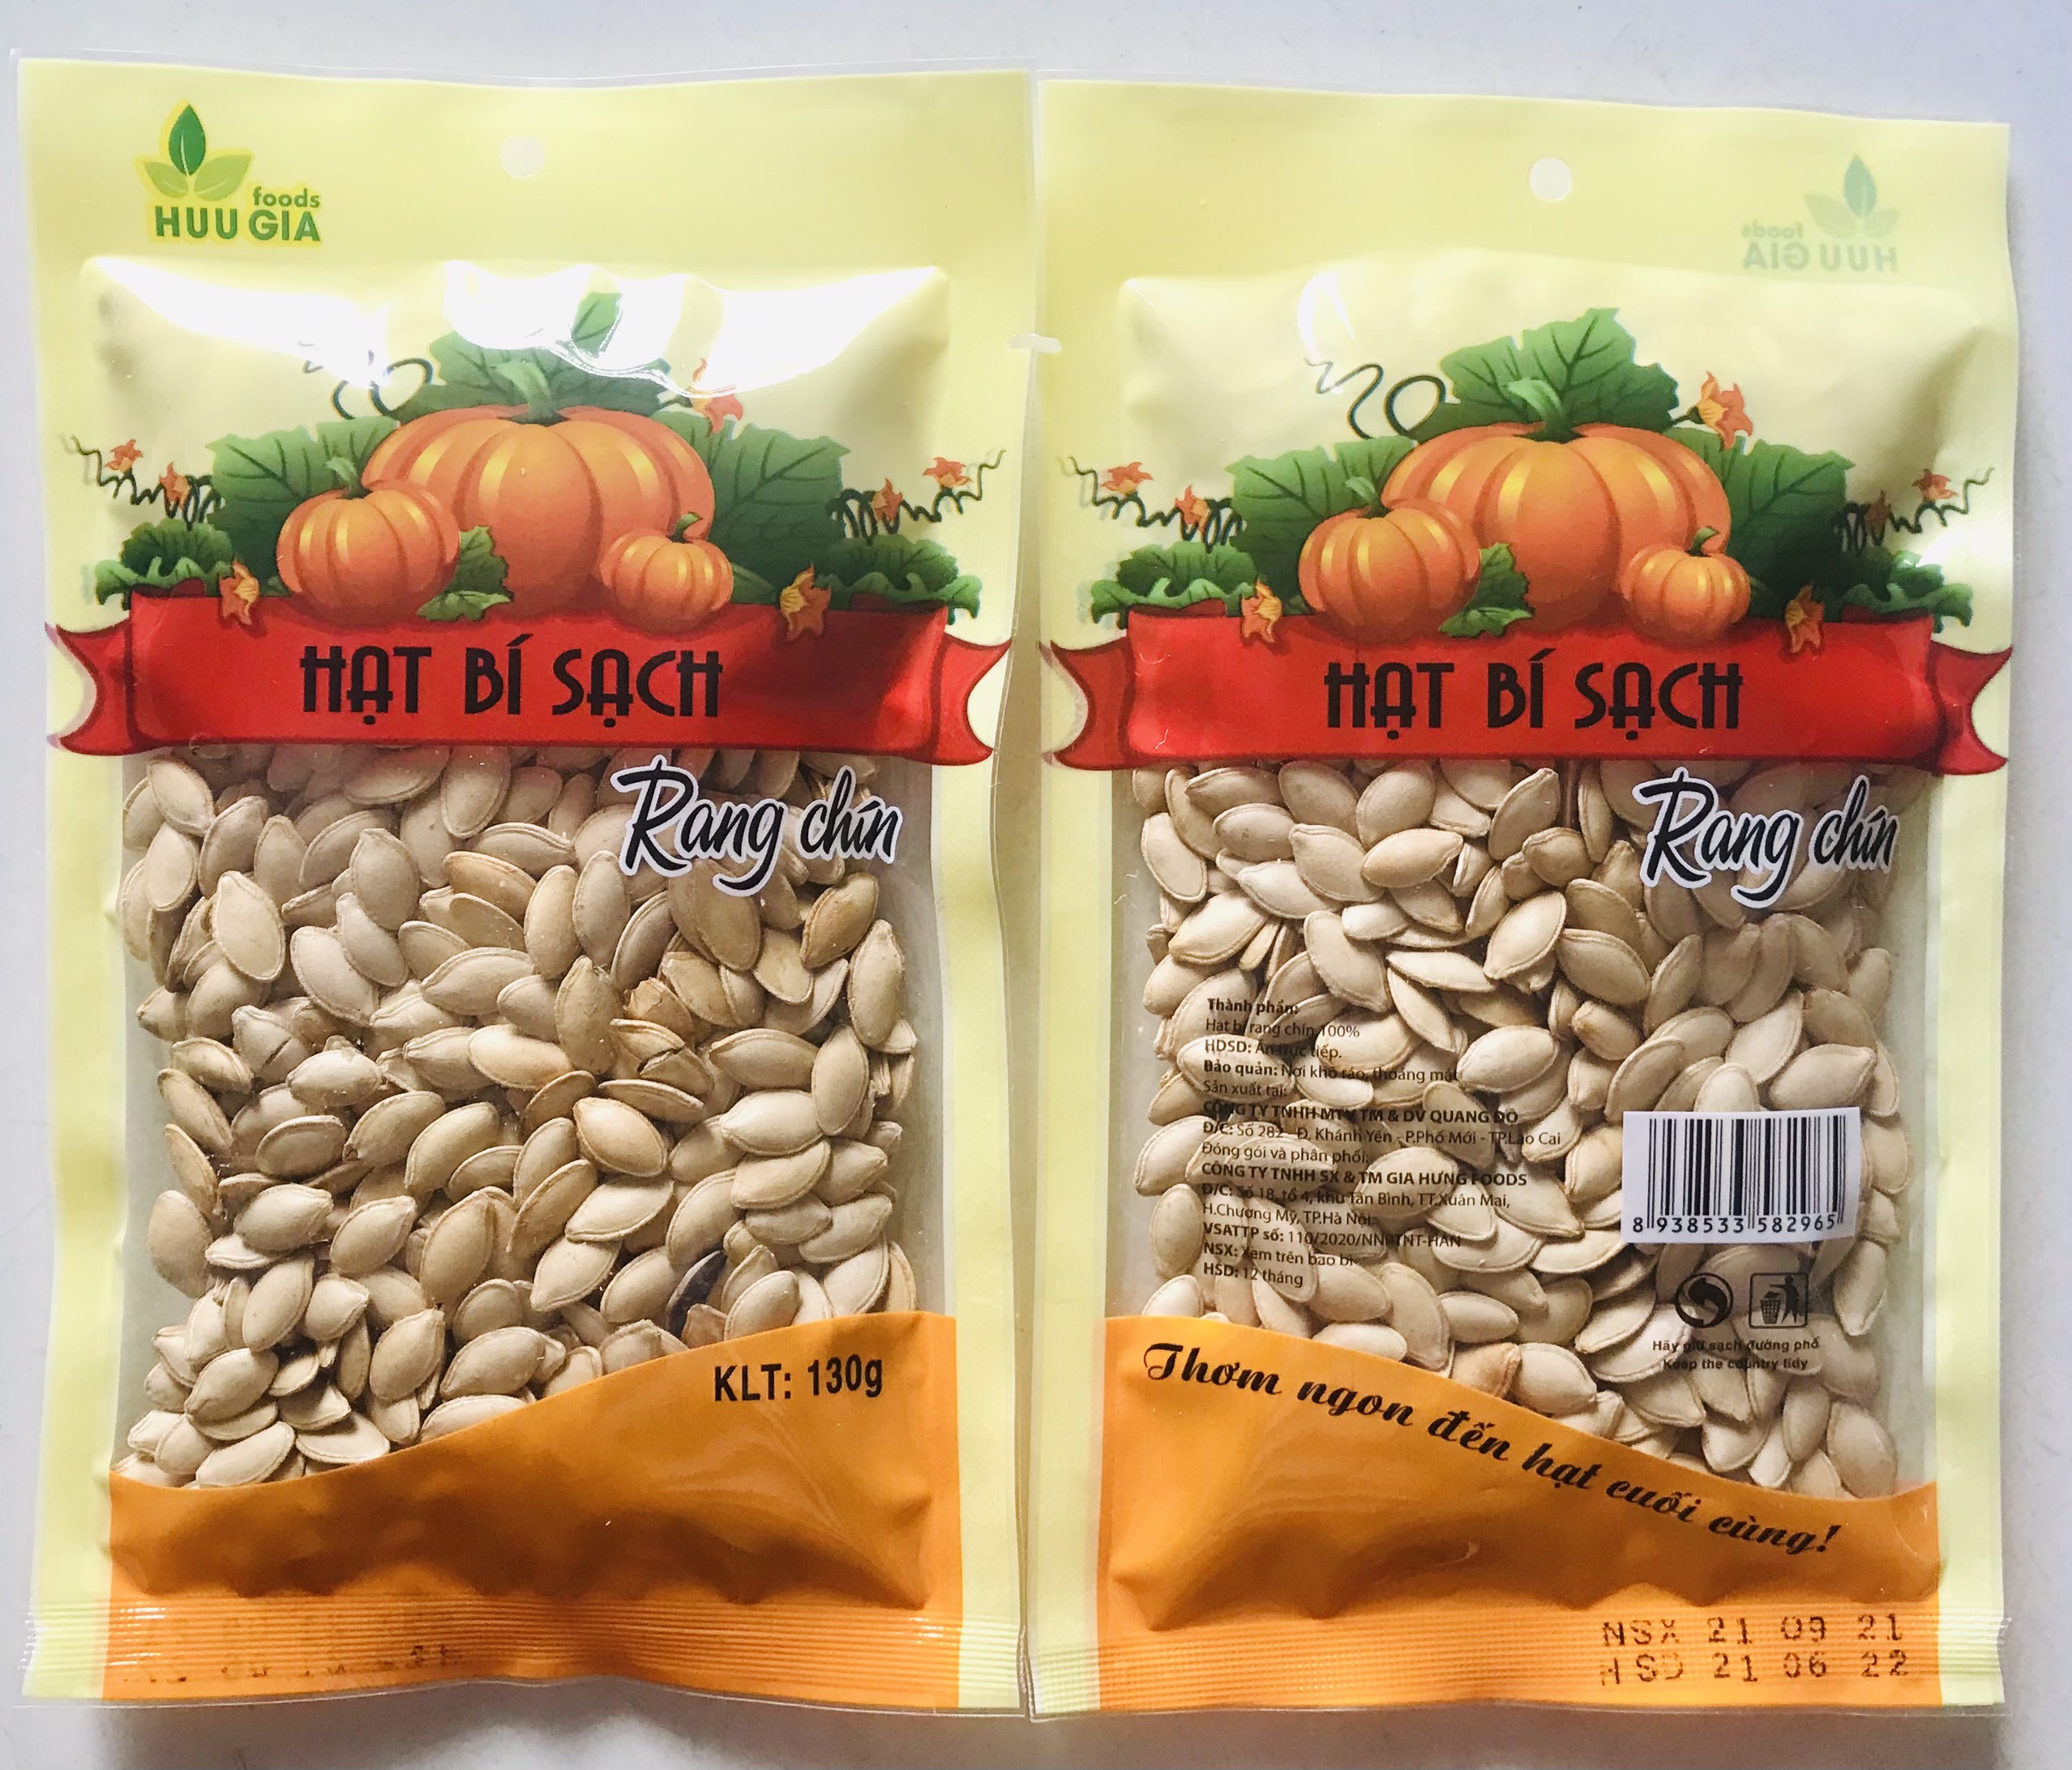 foods
HUU GIA
HẠT BÍ SẠCH
Rang chín
KLT: 130g
foods
HUU GIA
HẠT BÍ SẠCH
Rang chín
Thành phần:
Hạt bí rang chín 100%
HDSD: Ăn trực tiếp.
Bảo quản: Nơi khô ráo, thoáng mát
Sản xuất tại:
CÔNG TY TNHH MTV TM & DV QUANG ĐÔ
Đ/C: Số 282 - Đ. Khánh Yên - P.Phố Mới - TP.Lào Cai
Đóng gói và phân phối:
CÔNG TY TNHH SX & TM GIA HƯNG FOODS
Đ/C: Số 18, tổ 4, khu Tân Bình, TT.Xuân Mai,
H.Chương Mỹ, TP.Hà Nội.
VSATTP số: 110/2020/NNPTNT-HAN
NSX: Xem trên bao bì
HSD: 12 tháng
8 938533 582965
Hãy giữ sạch đường phố
Keep the country tidy
Thơm ngon đến hạt cuối cùng!
NSX 21 09 21
HSD 21 06 22